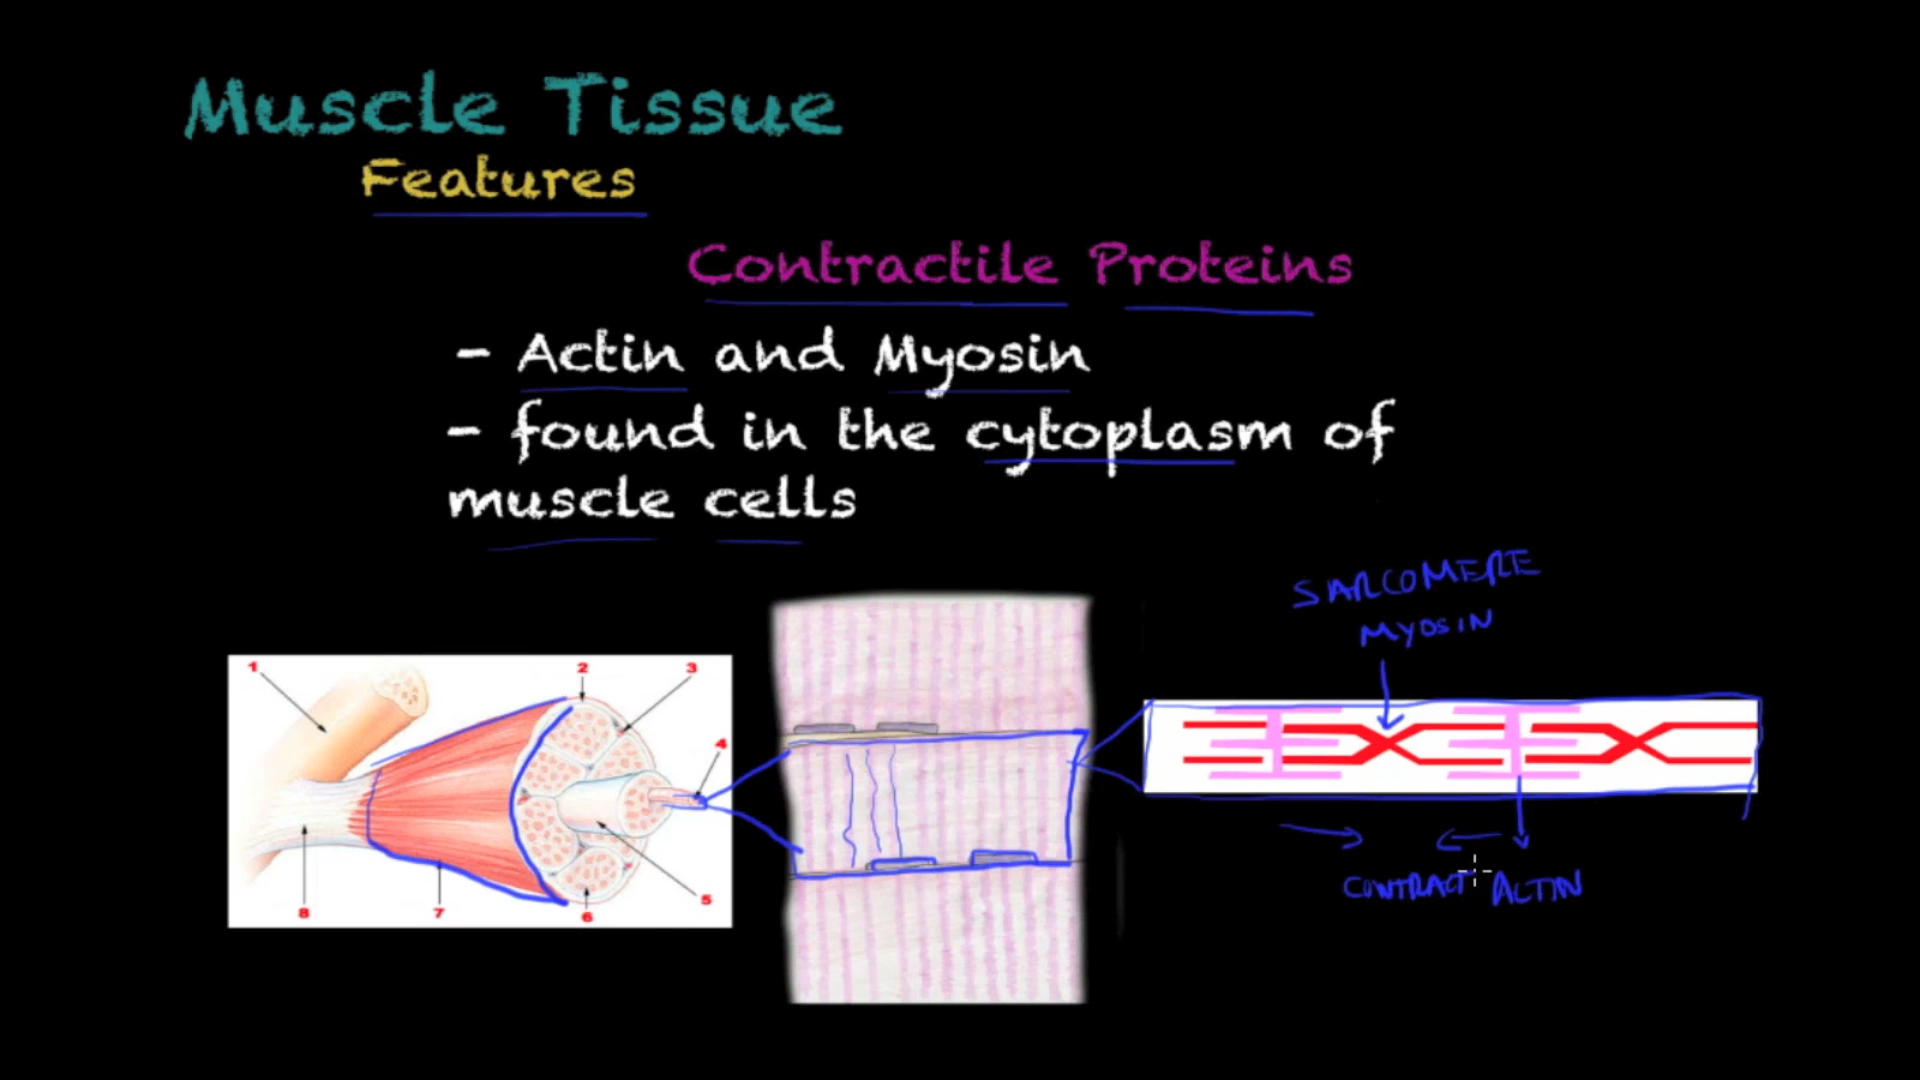 Muscle Tissue
Features
Contractile Proteins
- Actin and Myosin
- found in the cytoplasm of
muscle cells
SARCOMERE
MYOSIN
1
2
3
4
5
6
7
8
CONTRACT ACTIN